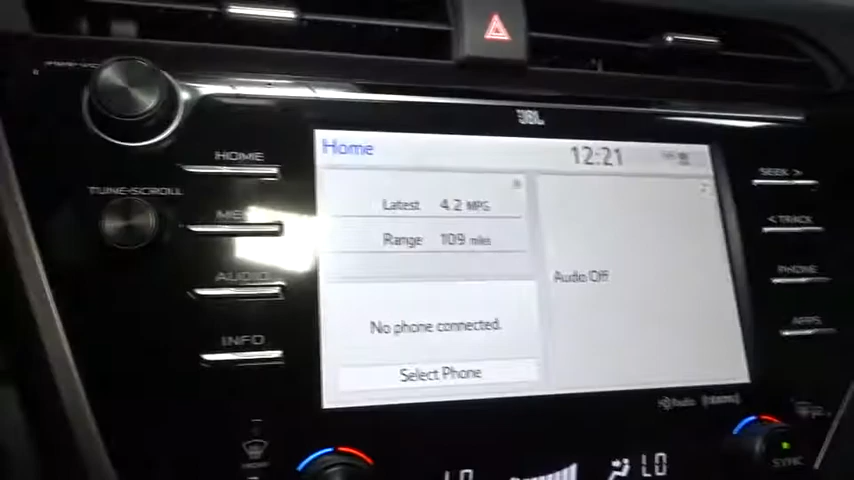 JBL
Home
12:21
HOME
SEEK >
TUNE•SCROLL
Latest 4.2 MPG
Range 109 miles
< TRACK
AUDIO
Audio Off
PHONE
No phone connected.
APPS
INFO
Select Phone
LO
LO
SYNC